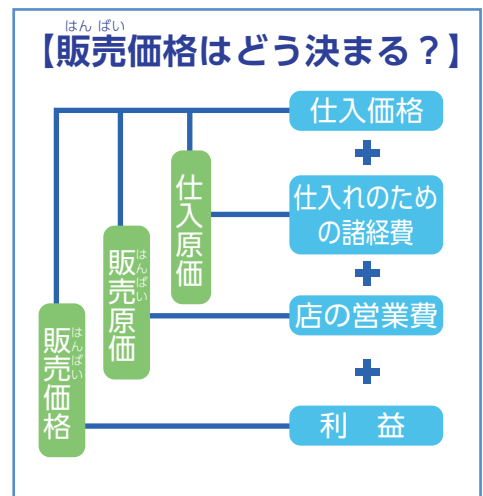 はん ばい
【販売価格はどう決まる？】
仕入価格
+
仕入れのため
の諸経費
+
店の営業費
+
利　益
仕入原価
販売原価
はんばい
販売価格
はんばい